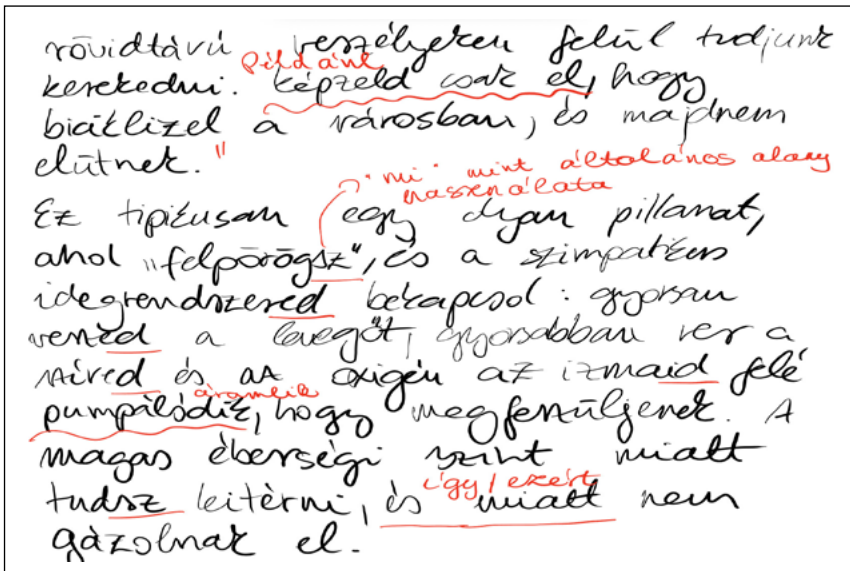 rövidtávú veszélyeken felül tudjunk
Például
kerekedni. képzeld csak el, hogy
biciklizel a városban, és majdnem
elütnek."
"mi" mint általános alany
használata
Ez tipikusan egy olyan pillanat,
ahol "felpörögsz", és a szimpatikus
idegrendszered bekapcsol: gyorsan
veszed a levegőt, gyorsabban ver a
szíved és az oxigén az izmaid felé
áramlik
pumpálódik, hogy megfeszüljenek. A
magas éberségi szint miatt
így / ezért
tudsz kitérni, és miatt nem
gázolnak el.